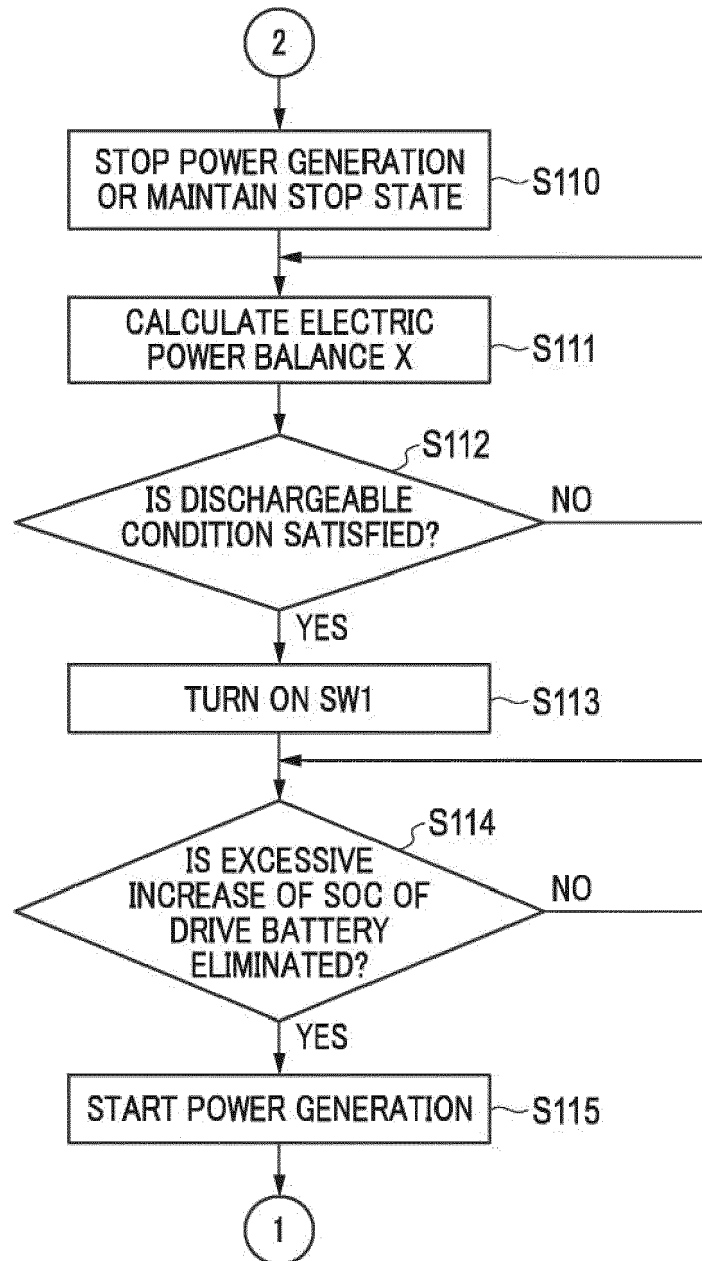 2
STOP POWER GENERATION
OR MAINTAIN STOP STATE
S110
CALCULATE ELECTRIC
POWER BALANCE X
S111
S112
IS DISCHARGEABLE
CONDITION SATISFIED?
NO
YES
TURN ON SW1
S113
S114
IS EXCESSIVE
INCREASE OF SOC OF
DRIVE BATTERY
ELIMINATED?
NO
YES
START POWER GENERATION
S115
1